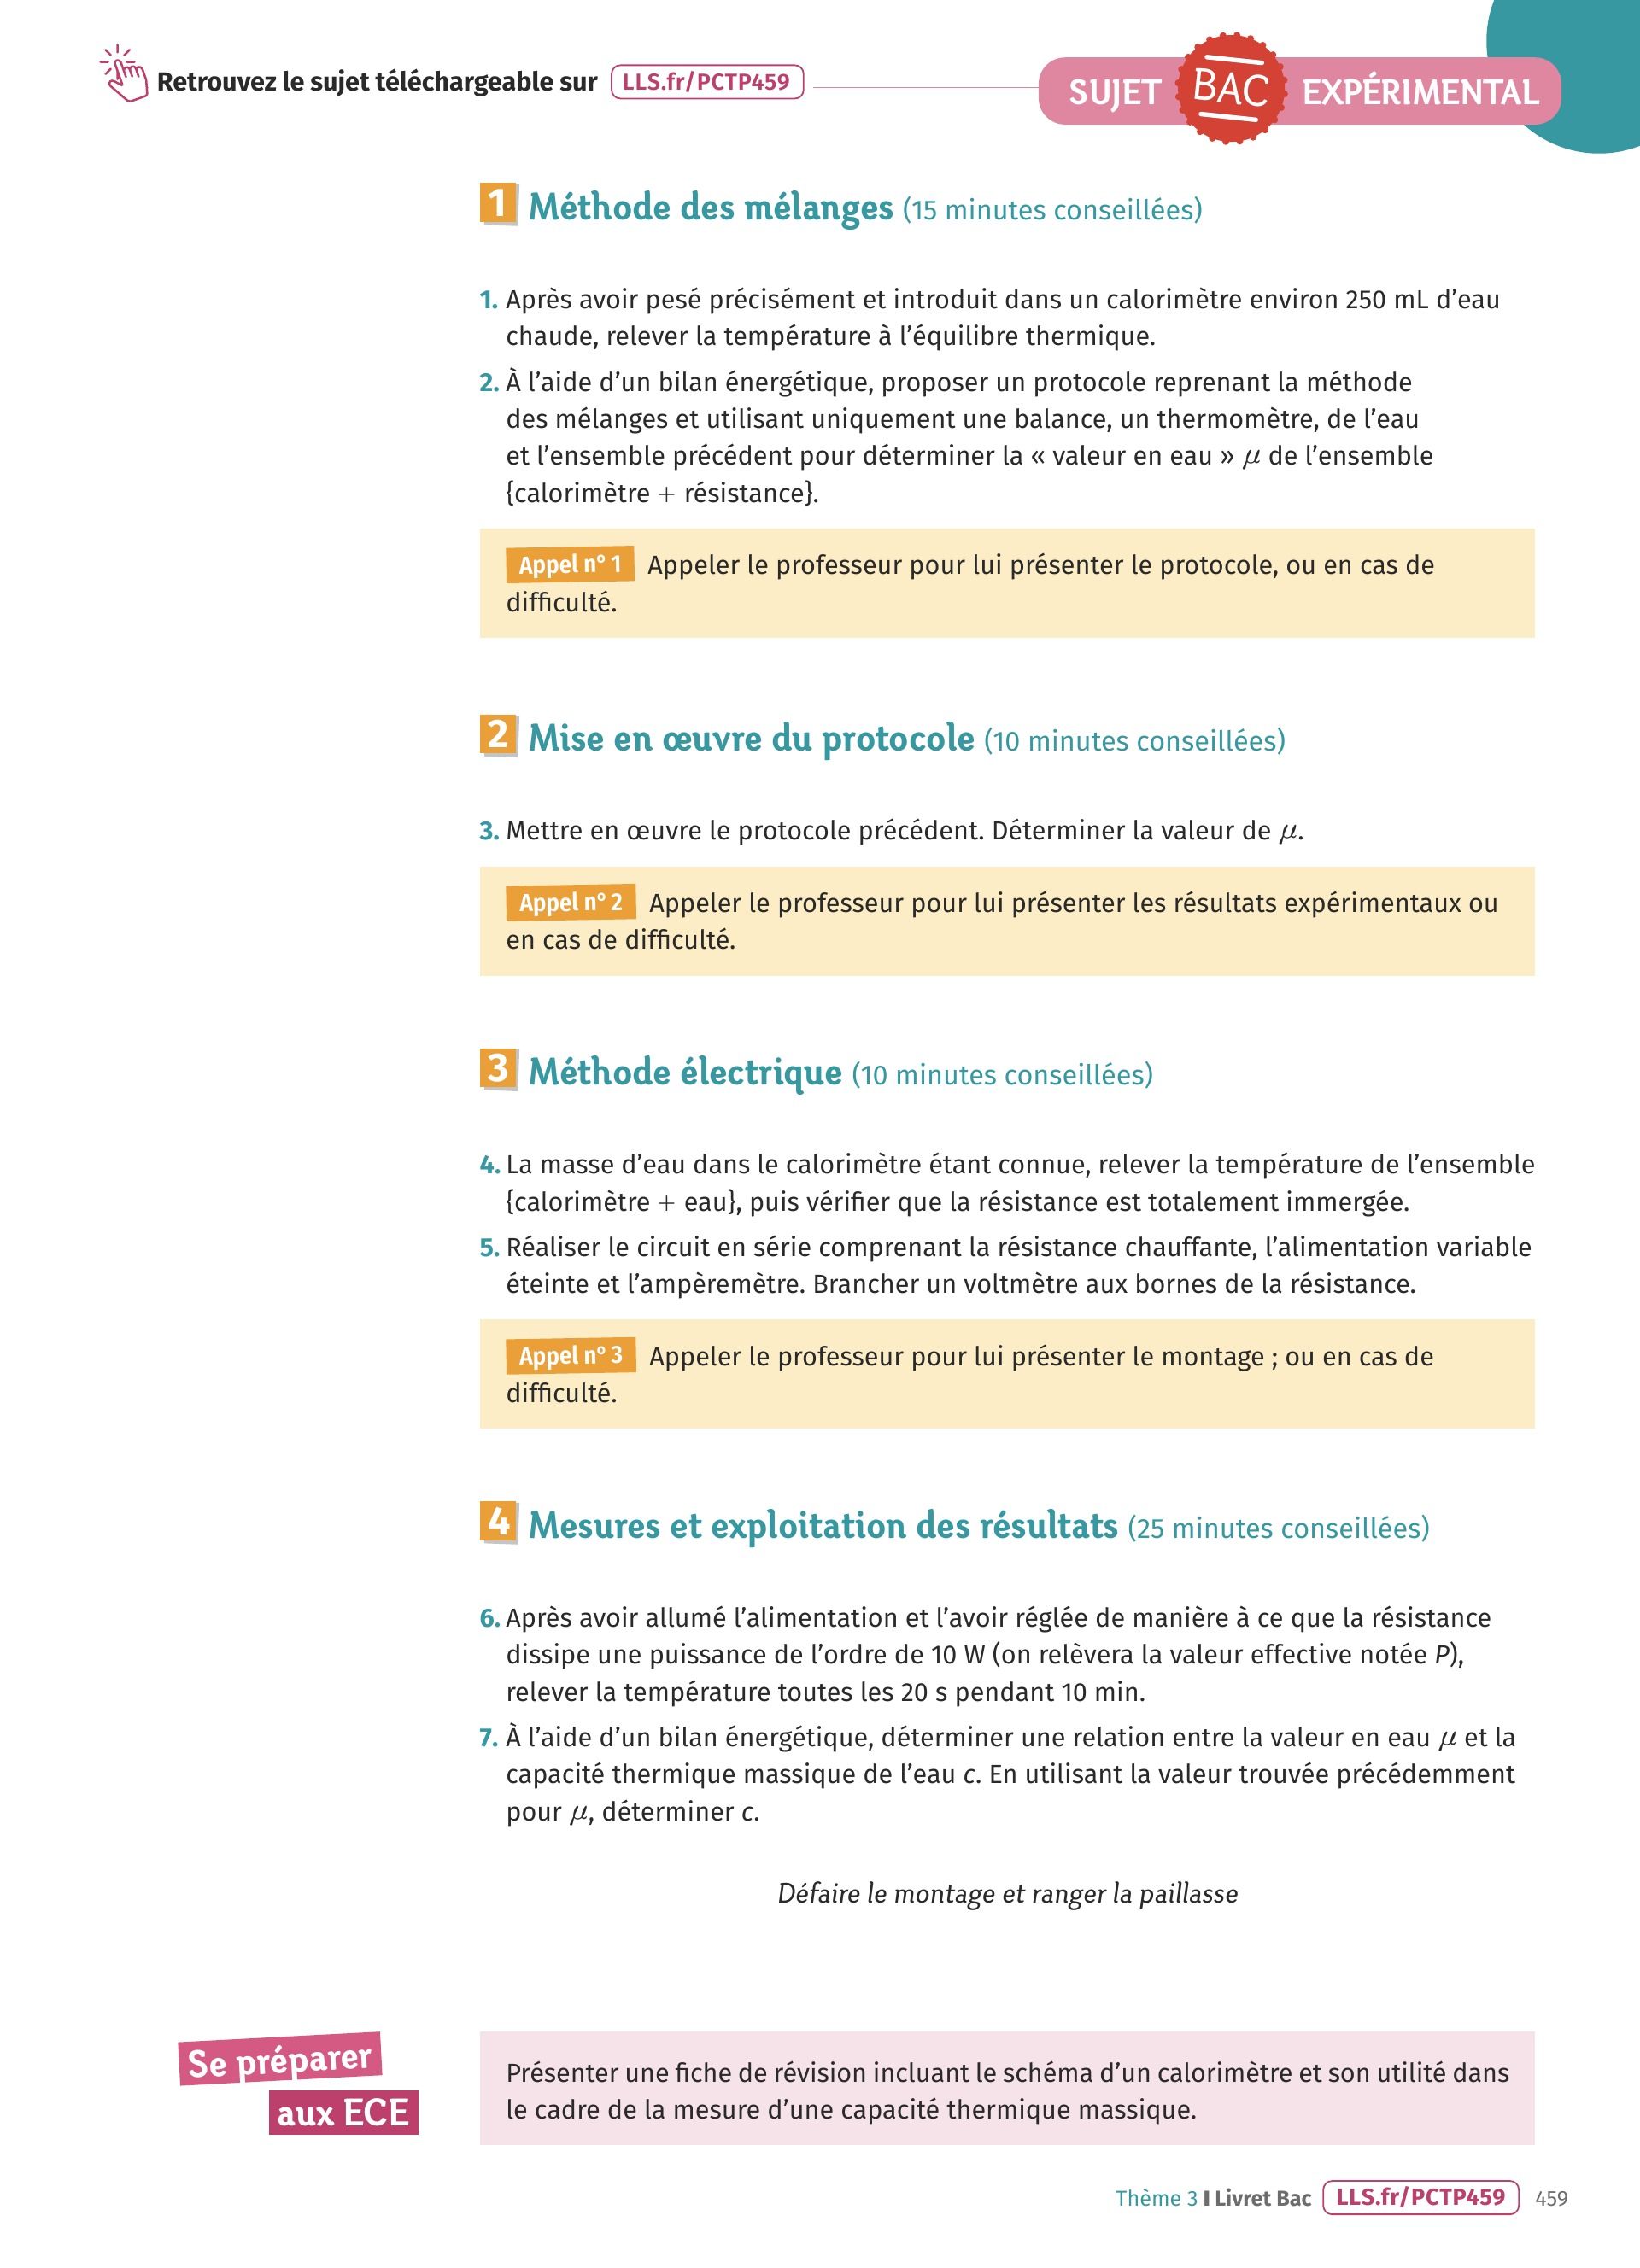 Retrouvez le sujet téléchargeable sur LLS.fr/PCTP459
SUJET BAC EXPÉRIMENTAL
1 Méthode des mélanges (15 minutes conseillées)
1. Après avoir pesé précisément et introduit dans un calorimètre environ 250 mL d’eau
chaude, relever la température à l’équilibre thermique.
2. À l’aide d’un bilan énergétique, proposer un protocole reprenant la méthode
des mélanges et utilisant uniquement une balance, un thermomètre, de l’eau
et l’ensemble précédent pour déterminer la « valeur en eau » μ de l’ensemble
{calorimètre + résistance}.
Appel n° 1 Appeler le professeur pour lui présenter le protocole, ou en cas de
difficulté.
2 Mise en œuvre du protocole (10 minutes conseillées)
3. Mettre en œuvre le protocole précédent. Déterminer la valeur de μ.
Appel n° 2 Appeler le professeur pour lui présenter les résultats expérimentaux ou
en cas de difficulté.
3 Méthode électrique (10 minutes conseillées)
4. La masse d’eau dans le calorimètre étant connue, relever la température de l’ensemble
{calorimètre + eau}, puis vérifier que la résistance est totalement immergée.
5. Réaliser le circuit en série comprenant la résistance chauffante, l’alimentation variable
éteinte et l’ampèremètre. Brancher un voltmètre aux bornes de la résistance.
Appel n° 3 Appeler le professeur pour lui présenter le montage ; ou en cas de
difficulté.
4 Mesures et exploitation des résultats (25 minutes conseillées)
6. Après avoir allumé l’alimentation et l’avoir réglée de manière à ce que la résistance
dissipe une puissance de l’ordre de 10 W (on relèvera la valeur effective notée P),
relever la température toutes les 20 s pendant 10 min.
7. À l’aide d’un bilan énergétique, déterminer une relation entre la valeur en eau μ et la
capacité thermique massique de l’eau c. En utilisant la valeur trouvée précédemment
pour μ, déterminer c.
Défaire le montage et ranger la paillasse
Se préparer
aux ECE
Présenter une fiche de révision incluant le schéma d’un calorimètre et son utilité dans
le cadre de la mesure d’une capacité thermique massique.
Thème 3 I Livret Bac LLS.fr/PCTP459 459